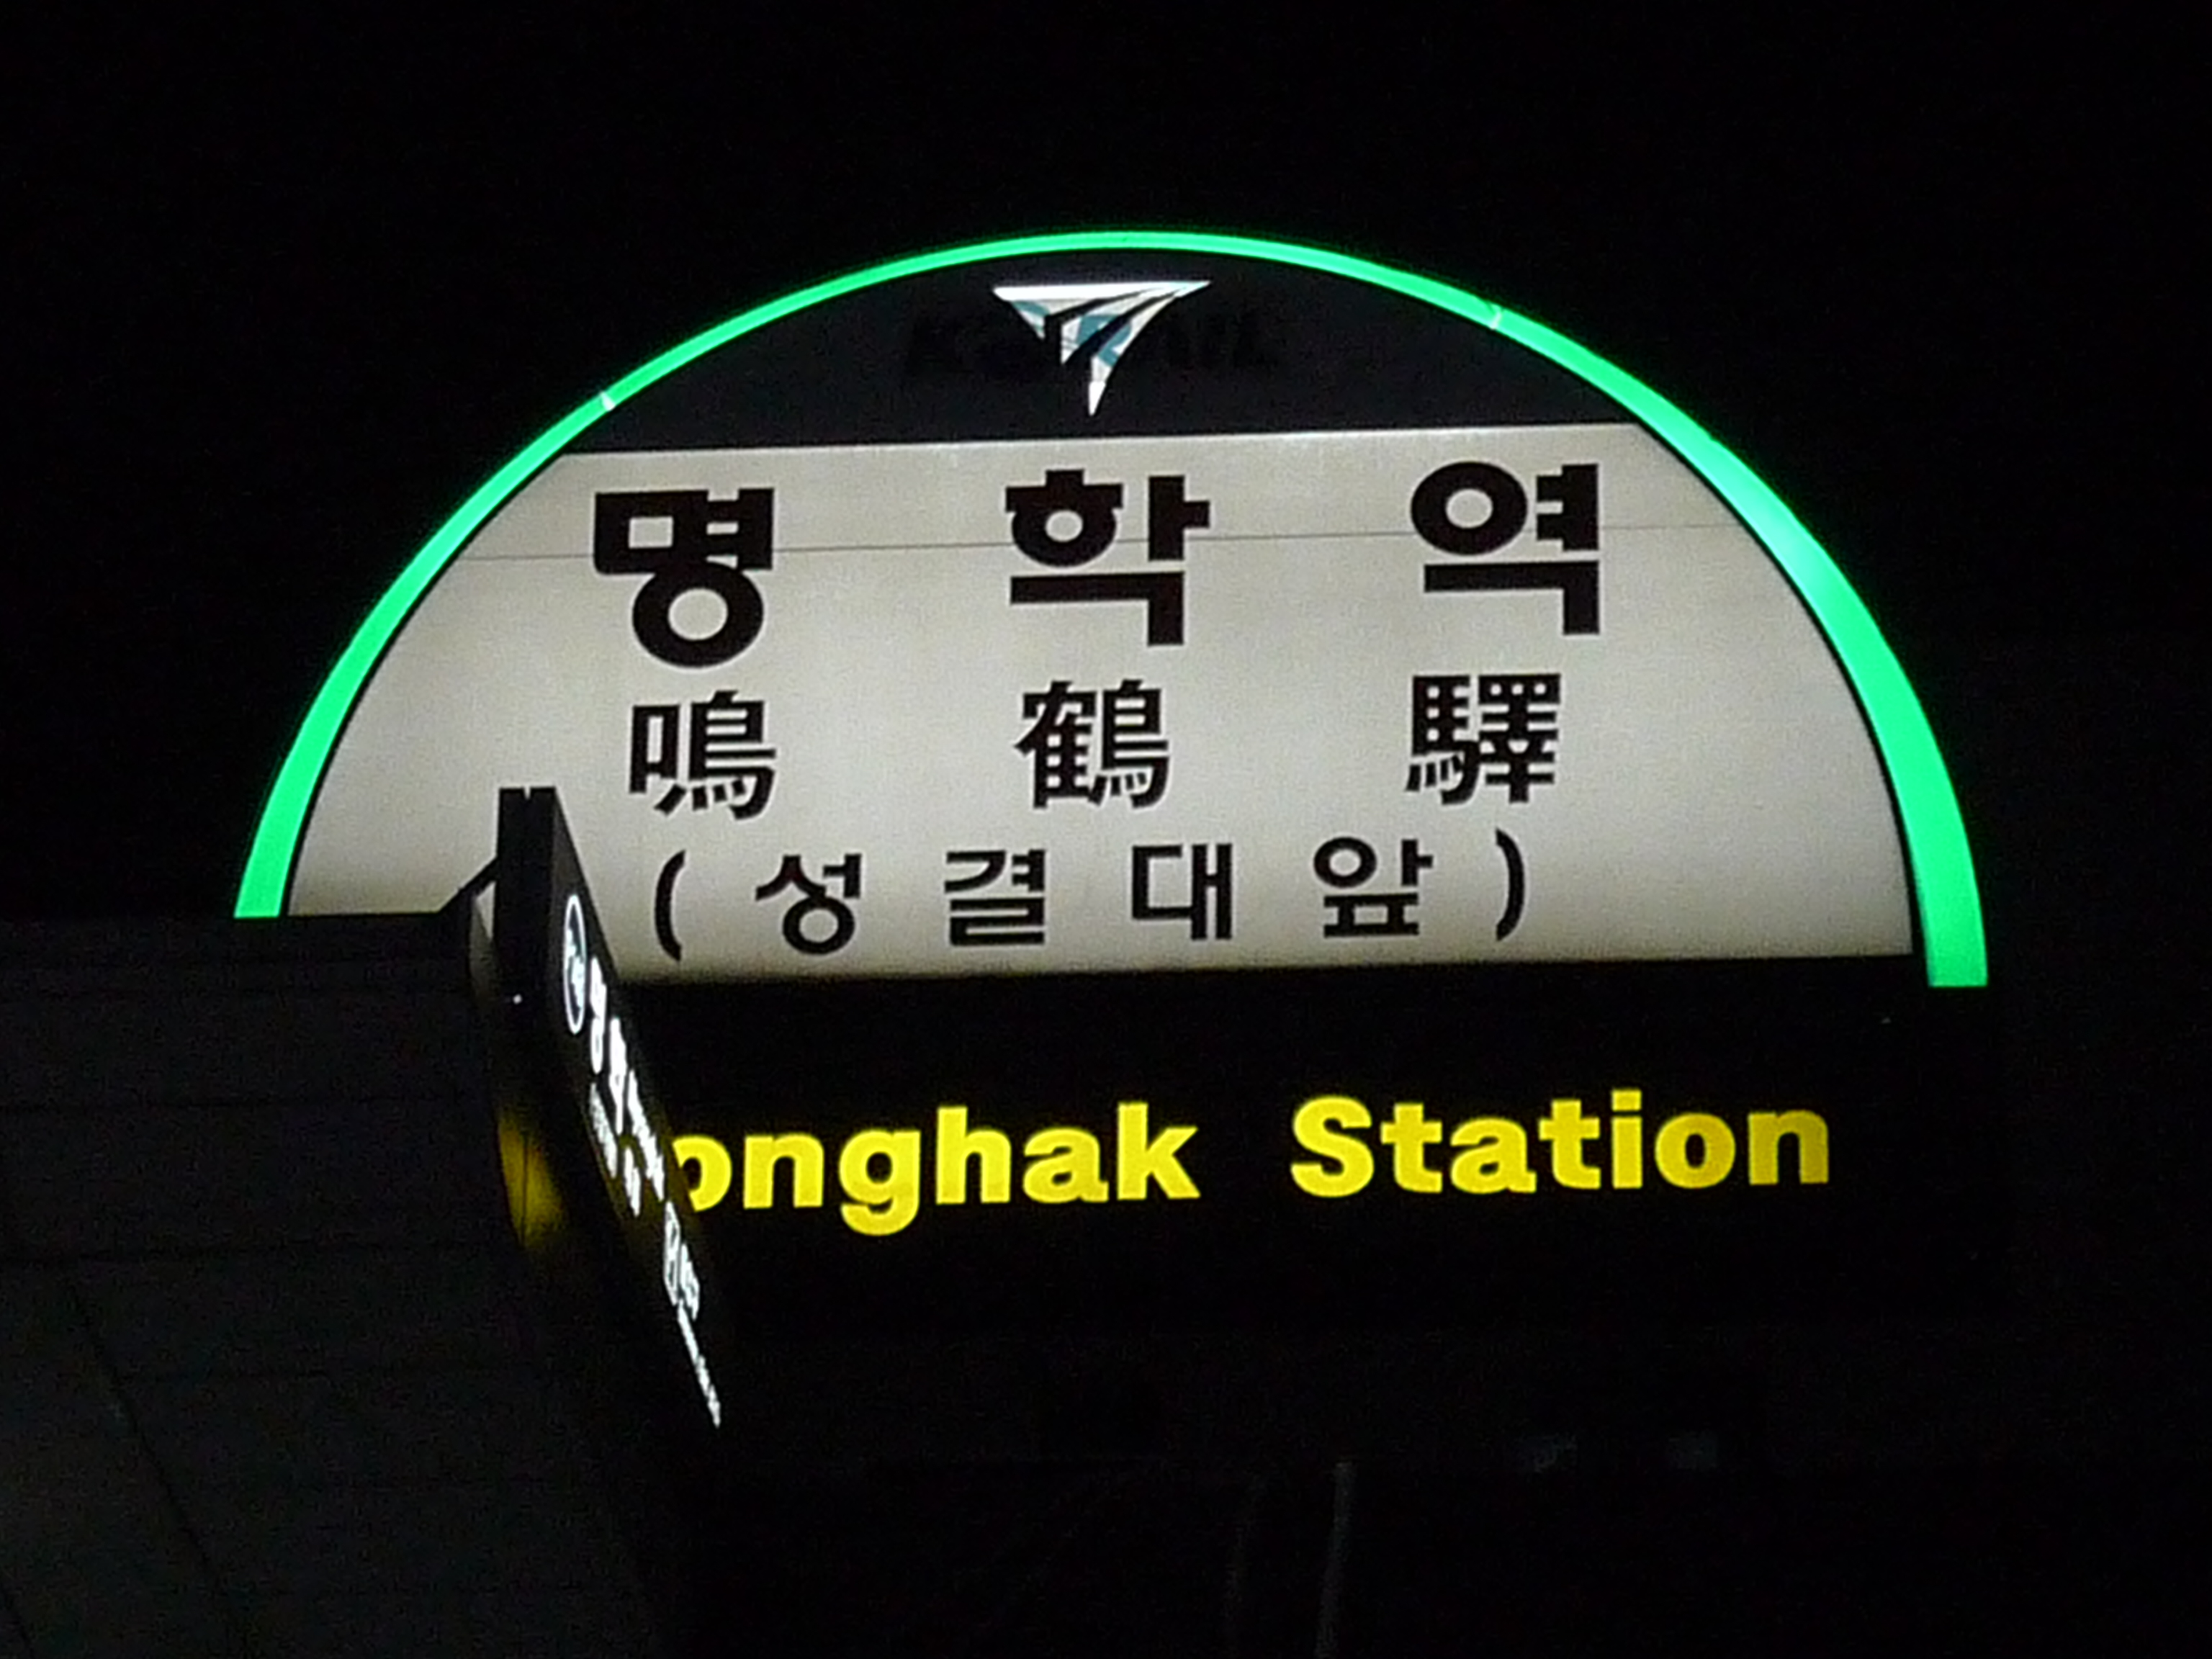 명 학 역
鳴 鶴 驛
( 성 결 대 앞 )
onghak Station